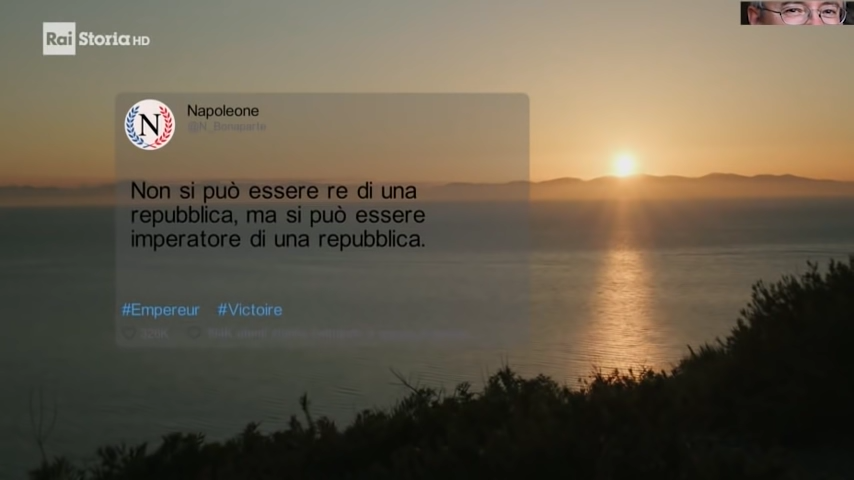 Rai Storia HD
Napoleone
@N_Bonaparte
N
Non si può essere re di una
repubblica, ma si può essere
imperatore di una repubblica.
#Empereur #Victoire